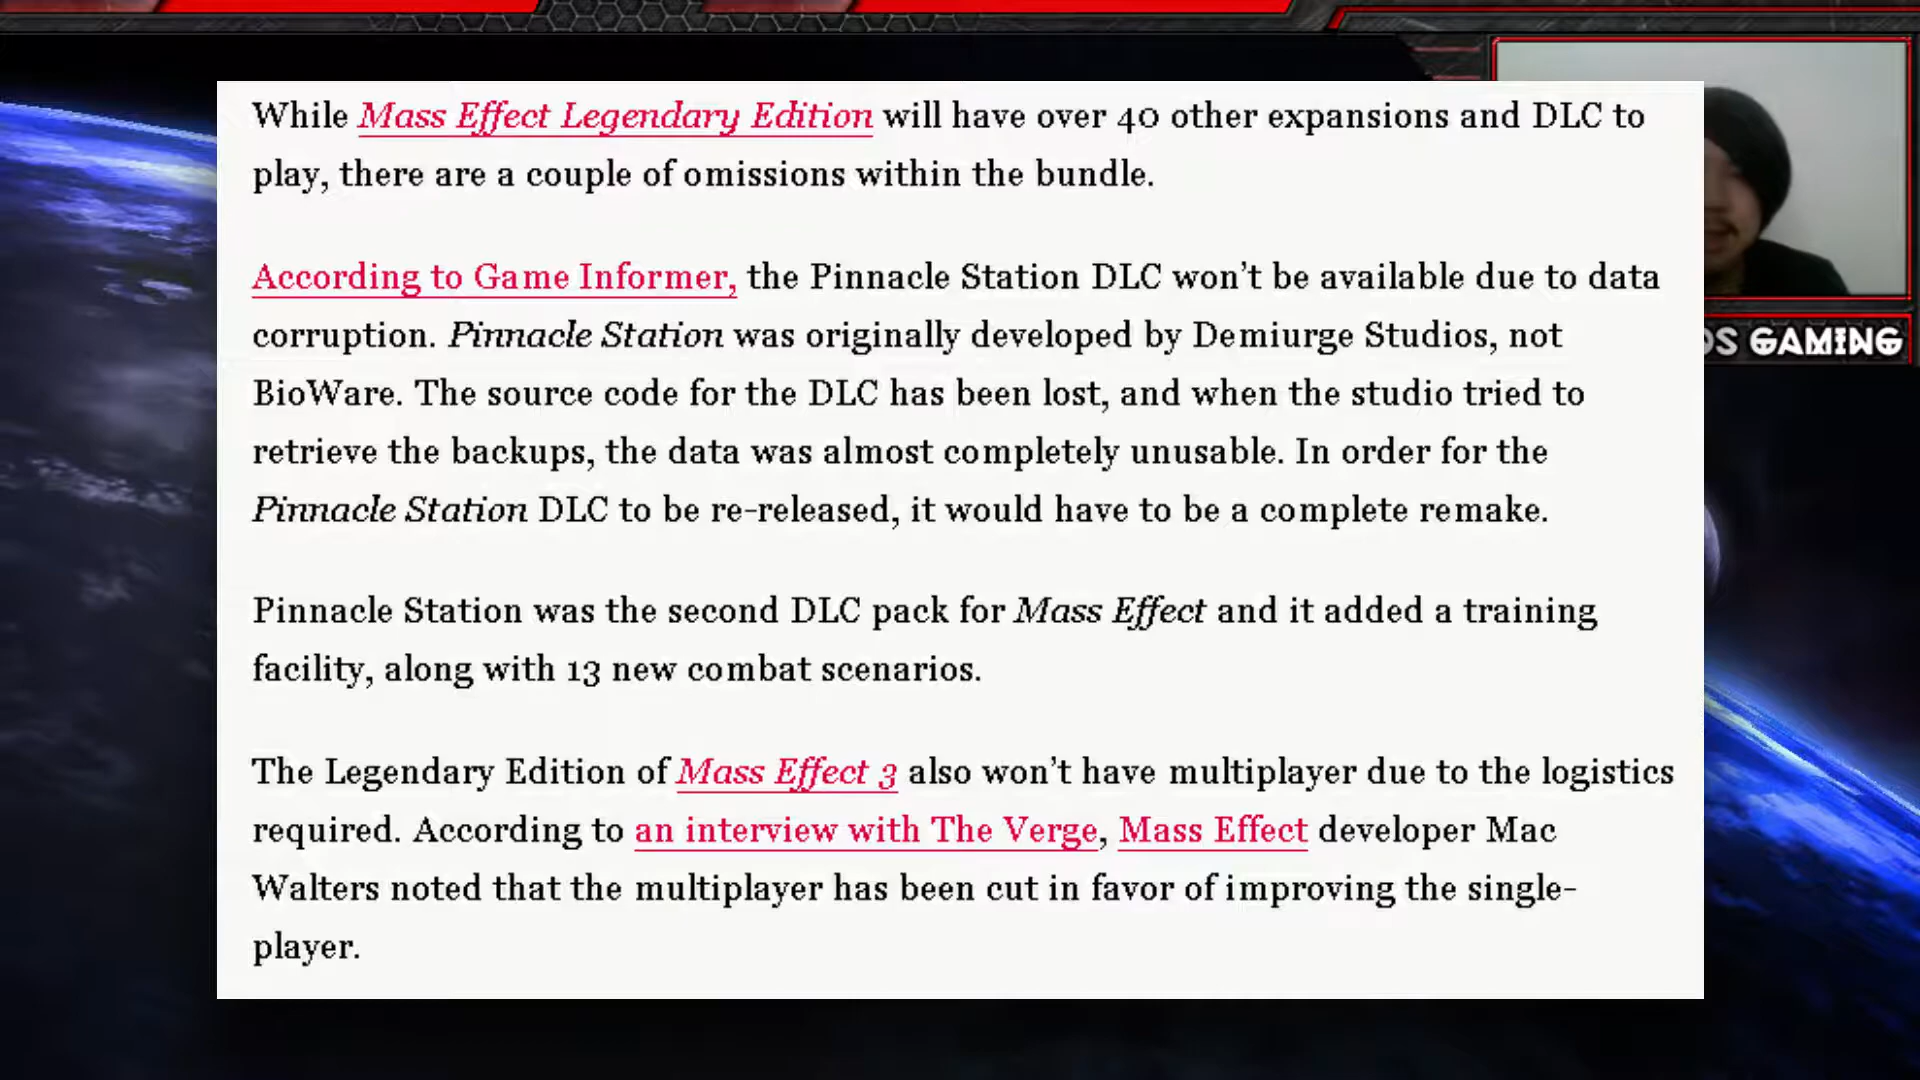 While Mass Effect Legendary Edition will have over 40 other expansions and DLC to
play, there are a couple of omissions within the bundle.
According to Game Informer, the Pinnacle Station DLC won't be available due to data
corruption. Pinnacle Station was originally developed by Demiurge Studios, not
BioWare. The source code for the DLC has been lost, and when the studio tried to
retrieve the backups, the data was almost completely unusable. In order for the
Pinnacle Station DLC to be re-released, it would have to be a complete remake.
Pinnacle Station was the second DLC pack for Mass Effect and it added a training
facility, along with 13 new combat scenarios.
The Legendary Edition of Mass Effect 3 also won't have multiplayer due to the logistics
required. According to an interview with The Verge, Mass Effect developer Mac
Walters noted that the multiplayer has been cut in favor of improving the single-
player.
GAMING